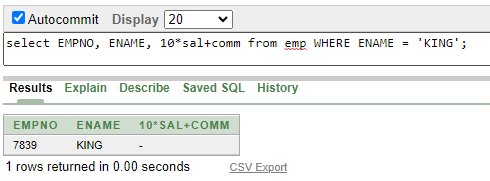 Autocommit Display 20
select EMPNO, ENAME, 10*sal+comm from emp WHERE ENAME = 'KING';
Results Explain Describe Saved SQL History
EMPNO ENAME 10*SAL+COMM
7839 KING -
1 rows returned in 0.00 seconds CSV Export